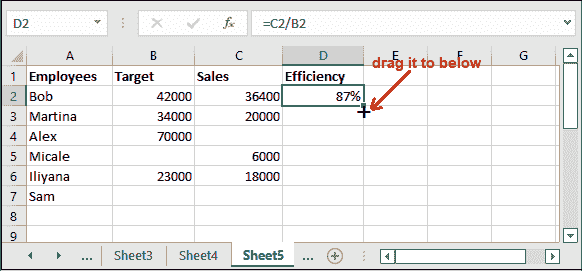 D2 fx =C2/B2
A B C D E F G
drag it to below
1 Employees Target Sales Efficiency
2 Bob 42000 36400 87%
3 Martina 34000 20000
4 Alex 70000
5 Micale 6000
6 Iliyana 23000 18000
7 Sam
8
9
... Sheet3 Sheet4 Sheet5 ...